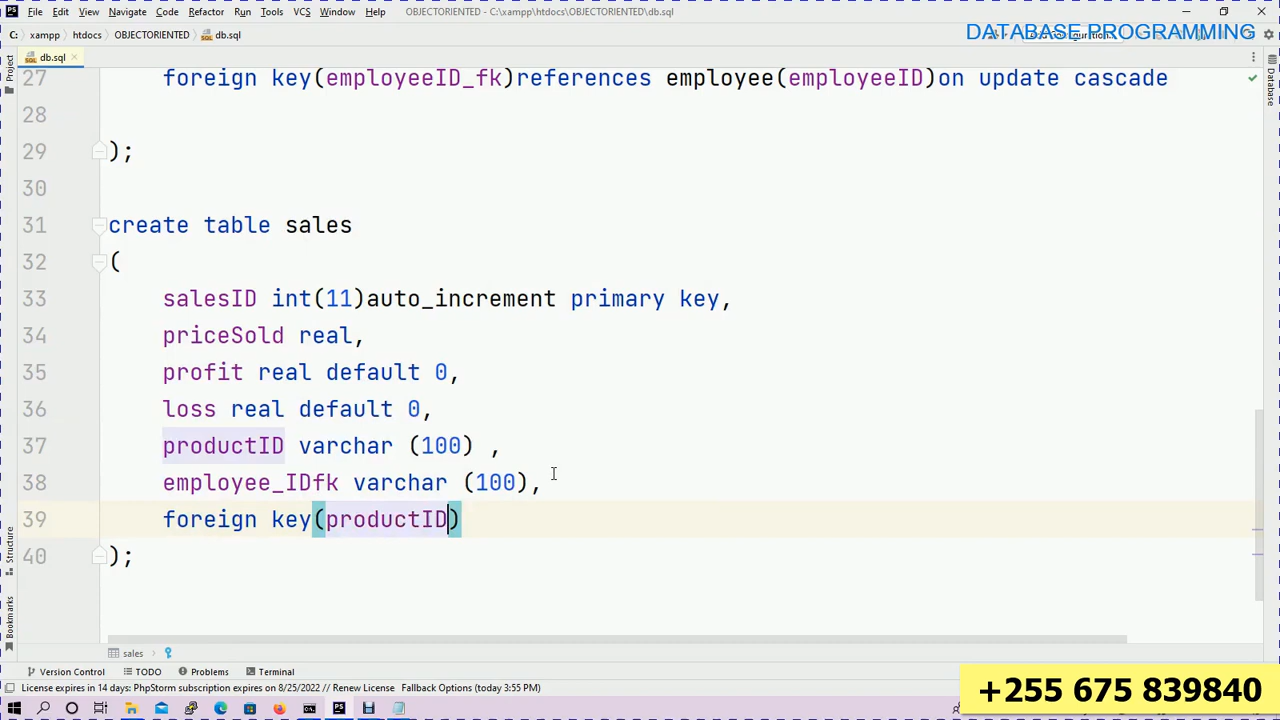 File Edit View Navigate Code Refactor Run Tools VCS Window Help OBJECTORIENTED - C:\xampp\htdocs\OBJECTORIENTED\db.sql
C: xampp htdocs OBJECTORIENTED db.sql
DATABASE PROGRAMMING
db.sql
Project
Database
27 foreign key(employeeID_fk)references employee(employeeID)on update cascade
28
29 );
30
31 create table sales
32 (
33 salesID int(11)auto_increment primary key,
34 priceSold real,
35 profit real default 0,
36 loss real default 0,
37 productID varchar (100) ,
38 employee_IDfk varchar (100),
39 foreign key(productID)
40 );
Structure
Bookmarks
sales
Version Control TODO Problems Terminal
License expires in 14 days: PhpStorm subscription expires on 8/25/2022 // Renew License Fallback Options (today 3:55 PM)
+255 675 839840